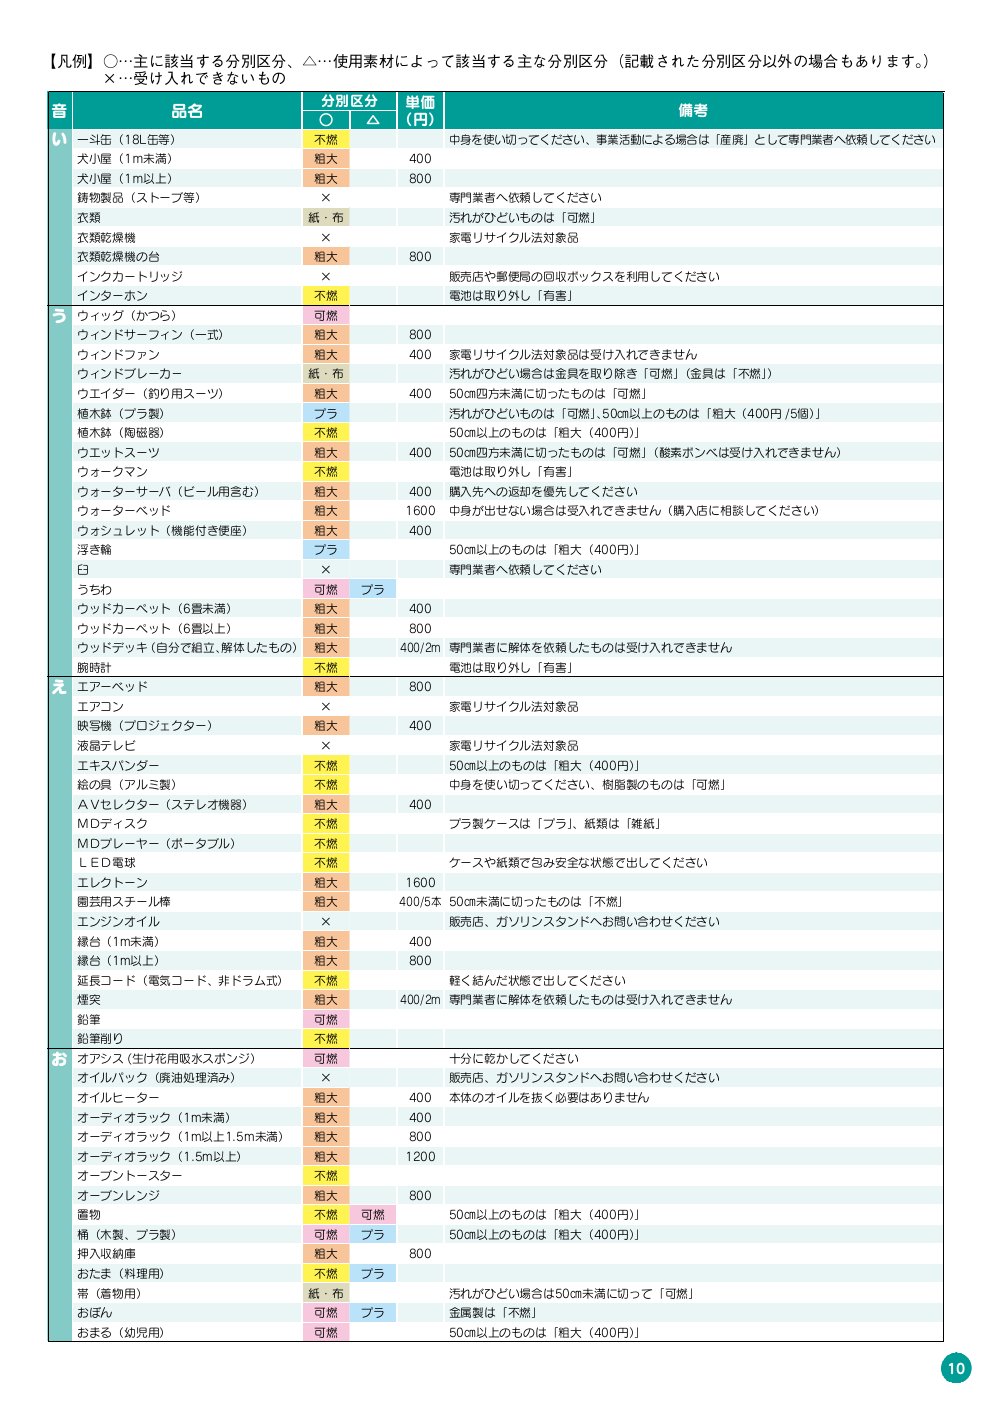 【凡例】○…主に該当する分別区分、△…使用素材によって該当する主な分別区分（記載された分別区分以外の場合もあります。）
×…受け入れできないもの
音 品名 分別区分 ○ △ 単価（円） 備考
い 一斗缶（18L缶等） 不燃 中身を使い切ってください、事業活動による場合は「産廃」として専門業者へ依頼してください
犬小屋（1m未満） 粗大 400
犬小屋（1m以上） 粗大 800
鋳物製品（ストーブ等） × 専門業者へ依頼してください
衣類 紙・布 汚れがひどいものは「可燃」
衣類乾燥機 × 家電リサイクル法対象品
衣類乾燥機の台 粗大 800
インクカートリッジ × 販売店や郵便局の回収ボックスを利用してください
インターホン 不燃 電池は取り外し「有害」
う ウィッグ（かつら） 可燃
ウィンドサーフィン（一式） 粗大 800
ウィンドファン 粗大 400 家電リサイクル法対象品は受け入れできません
ウィンドブレーカー 紙・布 汚れがひどい場合は金具を取り除き「可燃」（金具は「不燃」）
ウエイダー（釣り用スーツ） 粗大 400 50㎝四方未満に切ったものは「可燃」
植木鉢（プラ製） プラ 汚れがひどいものは「可燃」、50㎝以上のものは「粗大（400円/5個）」
植木鉢（陶磁器） 不燃 50㎝以上のものは「粗大（400円）」
ウエットスーツ 粗大 400 50㎝四方未満に切ったものは「可燃」（酸素ボンベは受け入れできません）
ウォークマン 不燃 電池は取り外し「有害」
ウォーターサーバ（ビール用含む） 粗大 400 購入先への返却を優先してください
ウォーターベッド 粗大 1600 中身が出せない場合は受入れできません（購入店に相談してください）
ウォシュレット（機能付き便座） 粗大 400
浮き輪 プラ 50㎝以上のものは「粗大（400円）」
臼 × 専門業者へ依頼してください
うちわ 可燃 プラ
ウッドカーペット（6畳未満） 粗大 400
ウッドカーペット（6畳以上） 粗大 800
ウッドデッキ（自分で組立、解体したもの） 粗大 400/2m 専門業者に解体を依頼したものは受け入れできません
腕時計 不燃 電池は取り外し「有害」
え エアーベッド 粗大 800
エアコン × 家電リサイクル法対象品
映写機（プロジェクター） 粗大 400
液晶テレビ × 家電リサイクル法対象品
エキスパンダー 不燃 50㎝以上のものは「粗大（400円）」
絵の具（アルミ製） 不燃 中身を使い切ってください、樹脂製のものは「可燃」
ＡＶセレクター（ステレオ機器） 粗大 400
ＭＤディスク 不燃 プラ製ケースは「プラ」、紙類は「雑紙」
ＭＤプレーヤー（ポータブル） 不燃
ＬＥＤ電球 不燃 ケースや紙類で包み安全な状態で出してください
エレクトーン 粗大 1600
園芸用スチール棒 粗大 400/5本 50㎝未満に切ったものは「不燃」
エンジンオイル × 販売店、ガソリンスタンドへお問い合わせください
縁台（1m未満） 粗大 400
縁台（1m以上） 粗大 800
延長コード（電気コード、非ドラム式） 不燃 軽く結んだ状態で出してください
煙突 粗大 400/2m 専門業者に解体を依頼したものは受け入れできません
鉛筆 可燃
鉛筆削り 不燃
お オアシス（生け花用吸水スポンジ） 可燃 十分に乾かしてください
オイルパック（廃油処理済み） × 販売店、ガソリンスタンドへお問い合わせください
オイルヒーター 粗大 400 本体のオイルを抜く必要はありません
オーディオラック（1m未満） 粗大 400
オーディオラック（1m以上1.5m未満） 粗大 800
オーディオラック（1.5m以上） 粗大 1200
オーブントースター 不燃
オーブンレンジ 粗大 800
置物 不燃 可燃 50㎝以上のものは「粗大（400円）」
桶（木製、プラ製） 可燃 プラ 50㎝以上のものは「粗大（400円）」
押入収納庫 粗大 800
おたま（料理用） 不燃 プラ
帯（着物用） 紙・布 汚れがひどい場合は50㎝未満に切って「可燃」
おぼん 可燃 プラ 金属製は「不燃」
おまる（幼児用） 可燃 50㎝以上のものは「粗大（400円）」
10